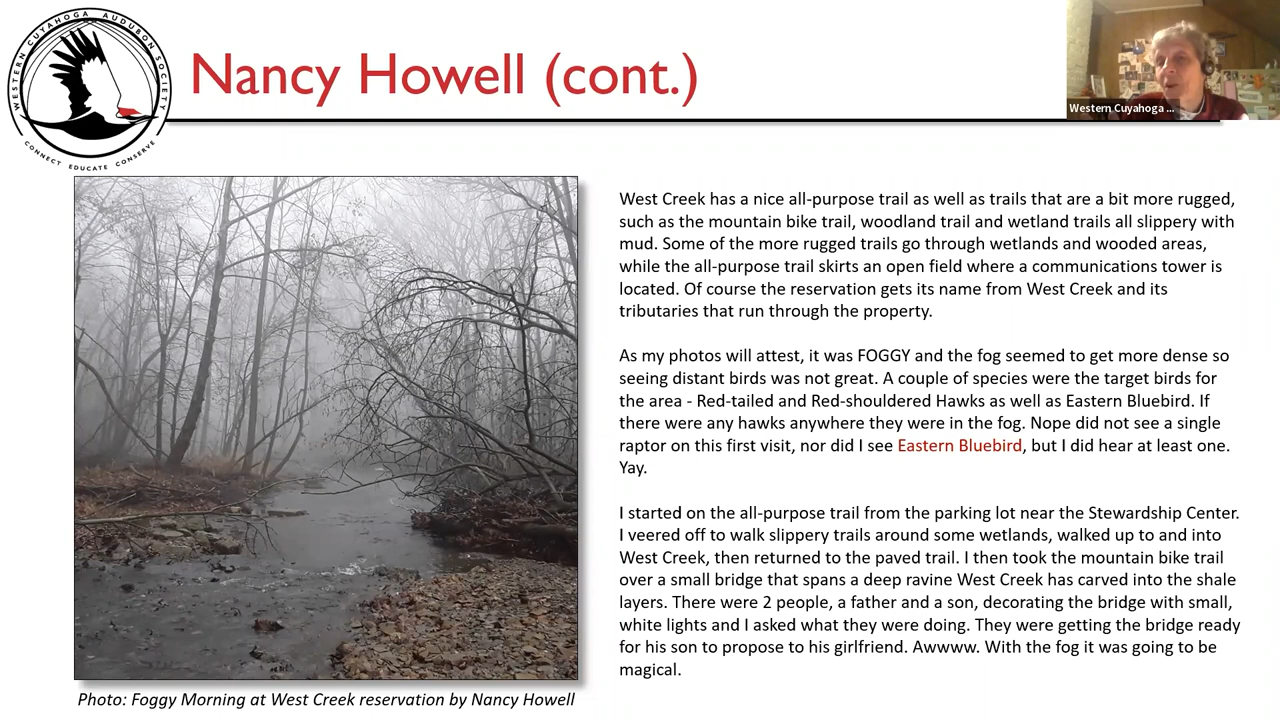 WESTERN CUYAHOGA AUDUBON SOCIETY
CONNECT EDUCATE CONSERVE
Nancy Howell (cont.)
Western Cuyahoga ...
West Creek has a nice all-purpose trail as well as trails that are a bit more rugged,
such as the mountain bike trail, woodland trail and wetland trails all slippery with
mud. Some of the more rugged trails go through wetlands and wooded areas,
while the all-purpose trail skirts an open field where a communications tower is
located. Of course the reservation gets its name from West Creek and its
tributaries that run through the property.
As my photos will attest, it was FOGGY and the fog seemed to get more dense so
seeing distant birds was not great. A couple of species were the target birds for
the area - Red-tailed and Red-shouldered Hawks as well as Eastern Bluebird. If
there were any hawks anywhere they were in the fog. Nope did not see a single
raptor on this first visit, nor did I see Eastern Bluebird, but I did hear at least one.
Yay.
I started on the all-purpose trail from the parking lot near the Stewardship Center.
I veered off to walk slippery trails around some wetlands, walked up to and into
West Creek, then returned to the paved trail. I then took the mountain bike trail
over a small bridge that spans a deep ravine West Creek has carved into the shale
layers. There were 2 people, a father and a son, decorating the bridge with small,
white lights and I asked what they were doing. They were getting the bridge ready
for his son to propose to his girlfriend. Awwww. With the fog it was going to be
magical.
Photo: Foggy Morning at West Creek reservation by Nancy Howell